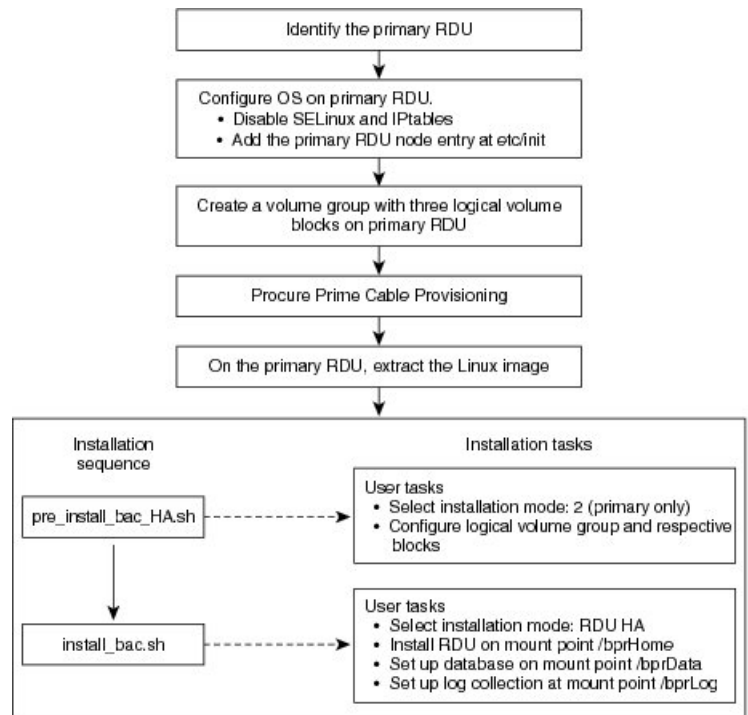 Identify the primary RDU
Configure OS on primary RDU.
• Disable SELinux and IPtables
• Add the primary RDU node entry at etc/init
Create a volume group with three logical volume
blocks on primary RDU
Procure Prime Cable Provisioning
On the primary RDU, extract the Linux image
Installation
sequence
Installation tasks
pre_install_bac_HA.sh
User tasks
• Select installation mode: 2 (primary only)
• Configure logical volume group and respective
blocks
install_bac.sh
User tasks
• Select installation mode: RDU HA
• Install RDU on mount point /bprHome
• Set up database on mount point /bprData
• Set up log collection at mount point /bprLog